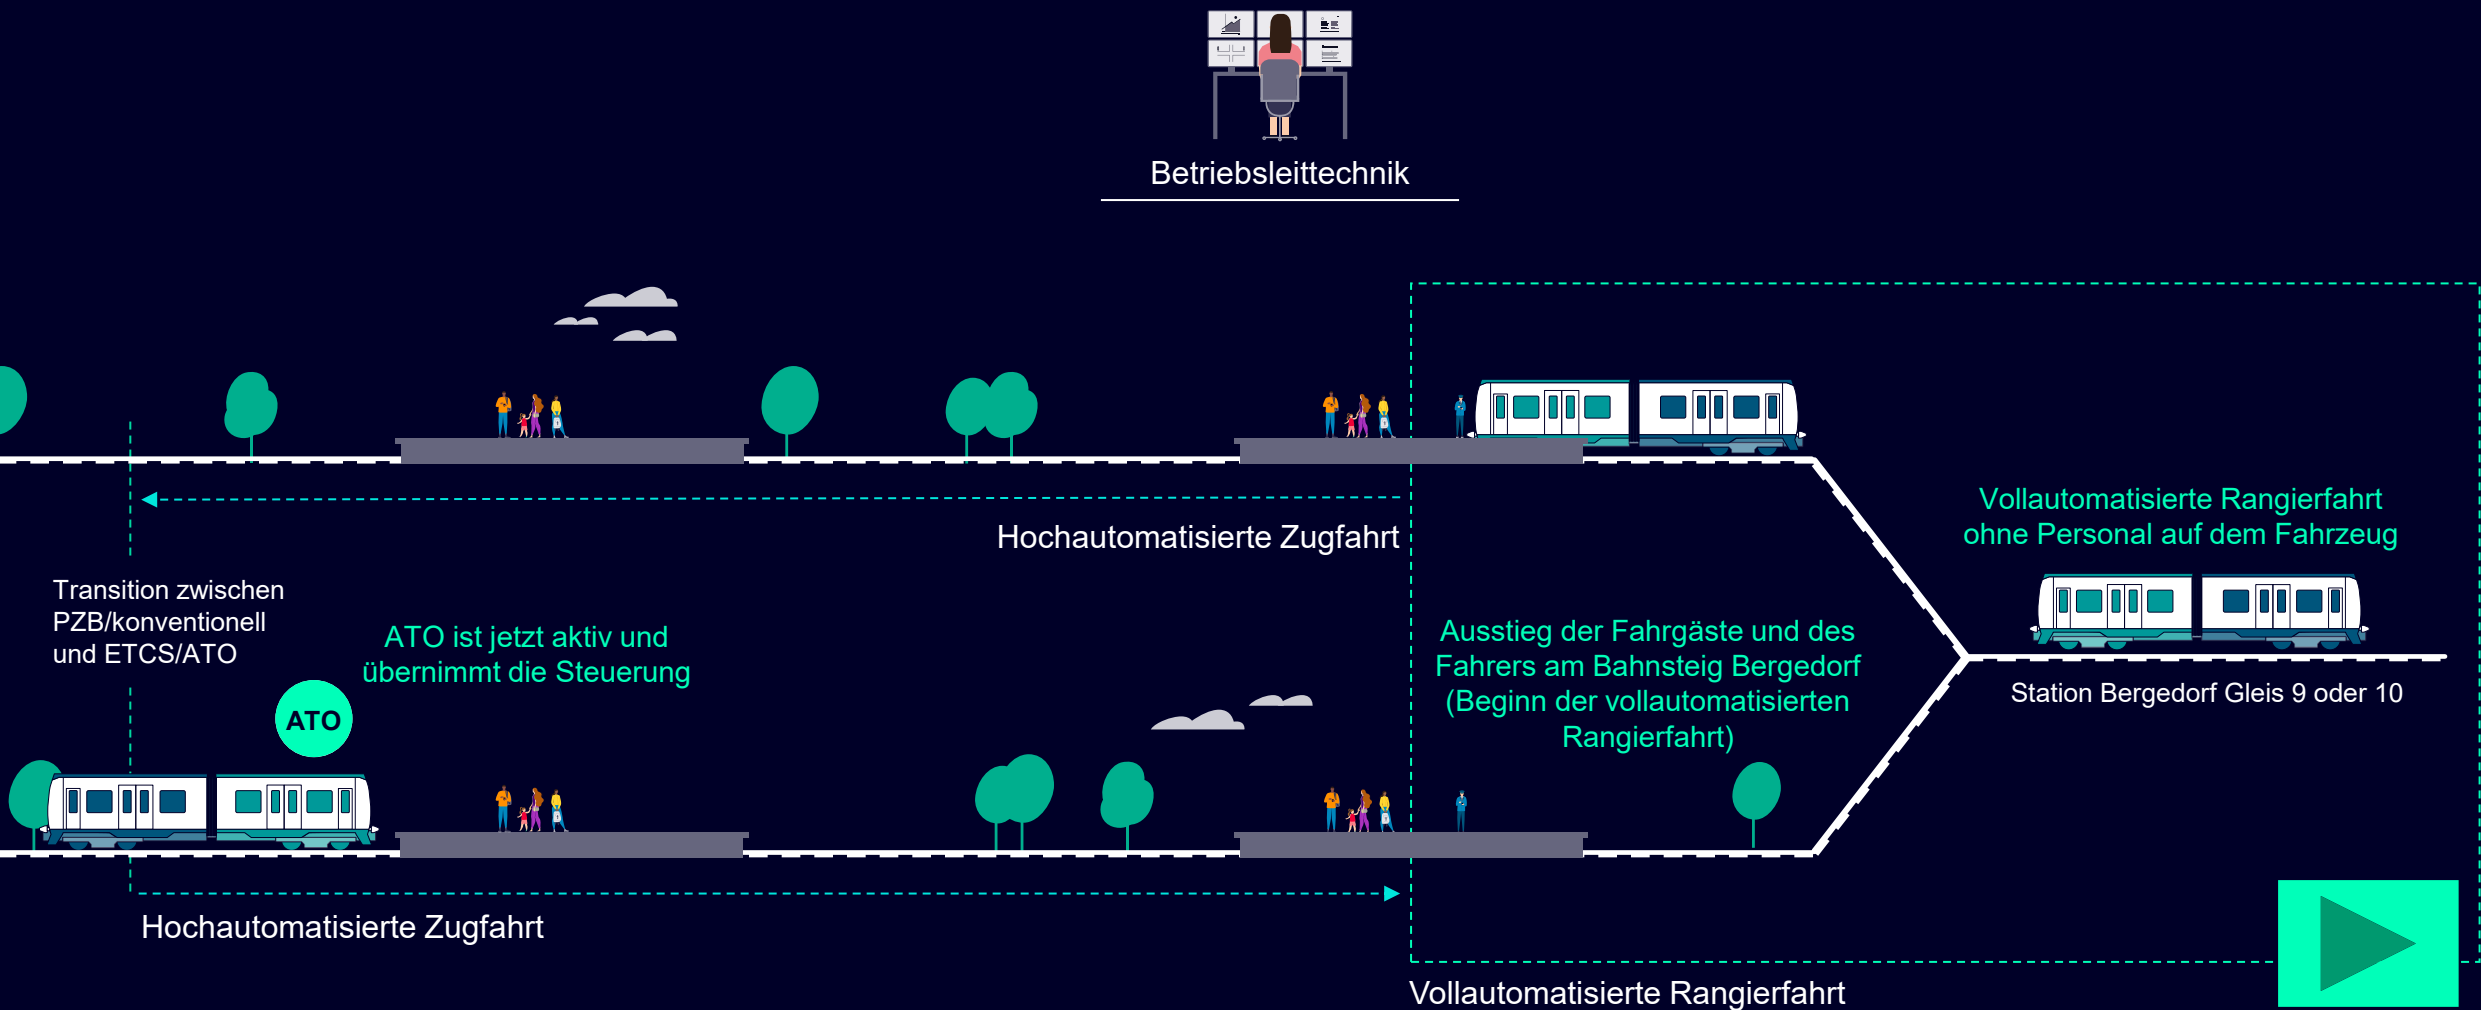 Betriebsleittechnik
Hochautomatisierte Zugfahrt
Vollautomatisierte Rangierfahrt
ohne Personal auf dem Fahrzeug
Transition zwischen
PZB/konventionell
und ETCS/ATO
ATO ist jetzt aktiv und
übernimmt die Steuerung
ATO
Ausstieg der Fahrgäste und des
Fahrers am Bahnsteig Bergedorf
(Beginn der vollautomatisierten
Rangierfahrt)
Station Bergedorf Gleis 9 oder 10
Hochautomatisierte Zugfahrt
Vollautomatisierte Rangierfahrt